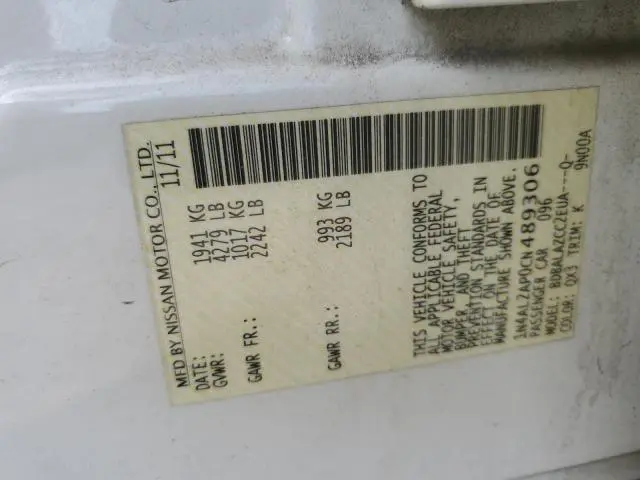 MFD BY NISSAN MOTOR CO., LTD.
DATE: 11/11
GVWR: 1941 KG
4279 LB
GAWR FR.: 1017 KG
2242 LB
GAWR RR.: 993 KG
2189 LB
THIS VEHICLE CONFORMS TO
ALL APPLICABLE FEDERAL
MOTOR VEHICLE SAFETY,
BUMPER, AND THEFT
PREVENTION STANDARDS IN
EFFECT ON THE DATE OF
MANUFACTURE SHOWN ABOVE.
1N4AL2AP0CN489306
PASSENGER CAR 096
MODEL: BDBALAZCCZEUA---Q-
COLOR: QX3 TRIM: K 9N00A